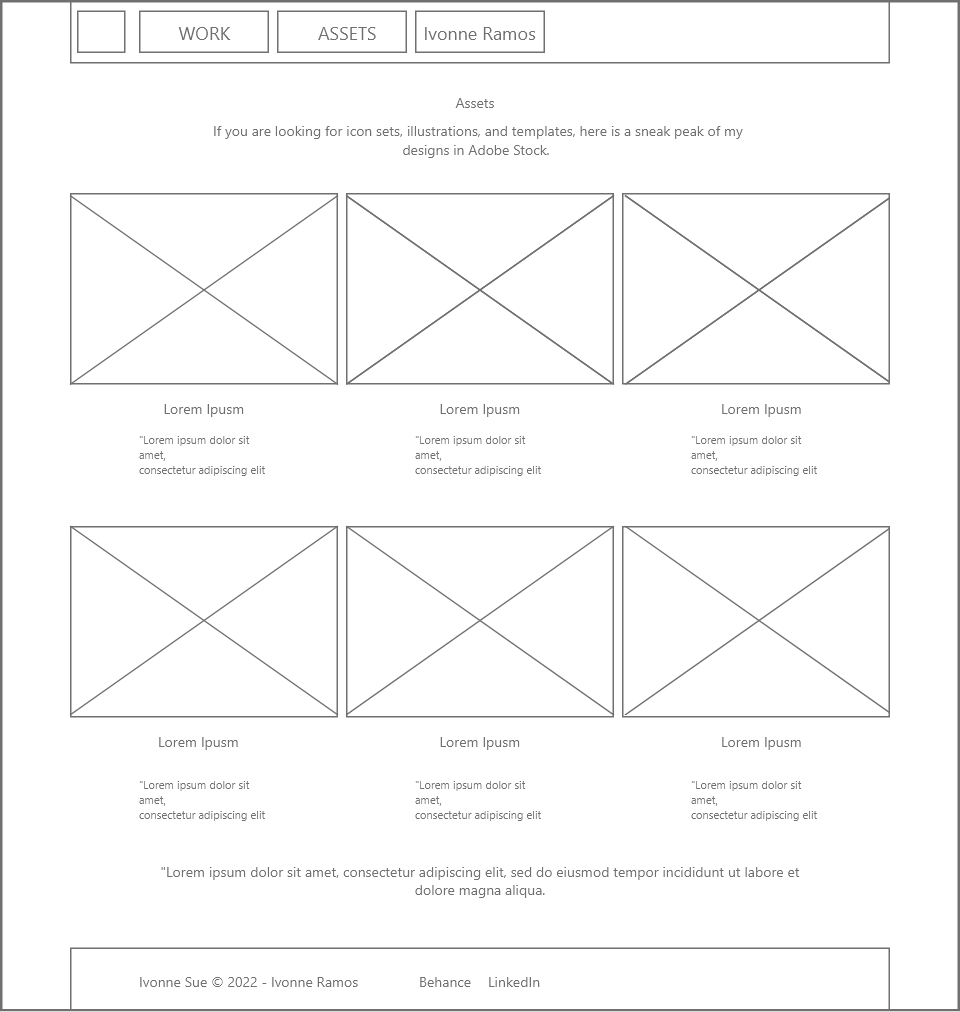 WORK
ASSETS
Ivonne Ramos
Assets
If you are looking for icon sets, illustrations, and templates, here is a sneak peak of my
designs in Adobe Stock.
Lorem Ipusm
Lorem Ipusm
Lorem Ipusm
"Lorem ipsum dolor sit
amet,
consectetur adipiscing elit
"Lorem ipsum dolor sit
amet,
consectetur adipiscing elit
"Lorem ipsum dolor sit
amet,
consectetur adipiscing elit
Lorem Ipusm
Lorem Ipusm
Lorem Ipusm
"Lorem ipsum dolor sit
amet,
consectetur adipiscing elit
"Lorem ipsum dolor sit
amet,
consectetur adipiscing elit
"Lorem ipsum dolor sit
amet,
consectetur adipiscing elit
"Lorem ipsum dolor sit amet, consectetur adipiscing elit, sed do eiusmod tempor incididunt ut labore et
dolore magna aliqua.
Ivonne Sue © 2022 - Ivonne Ramos
Behance
LinkedIn